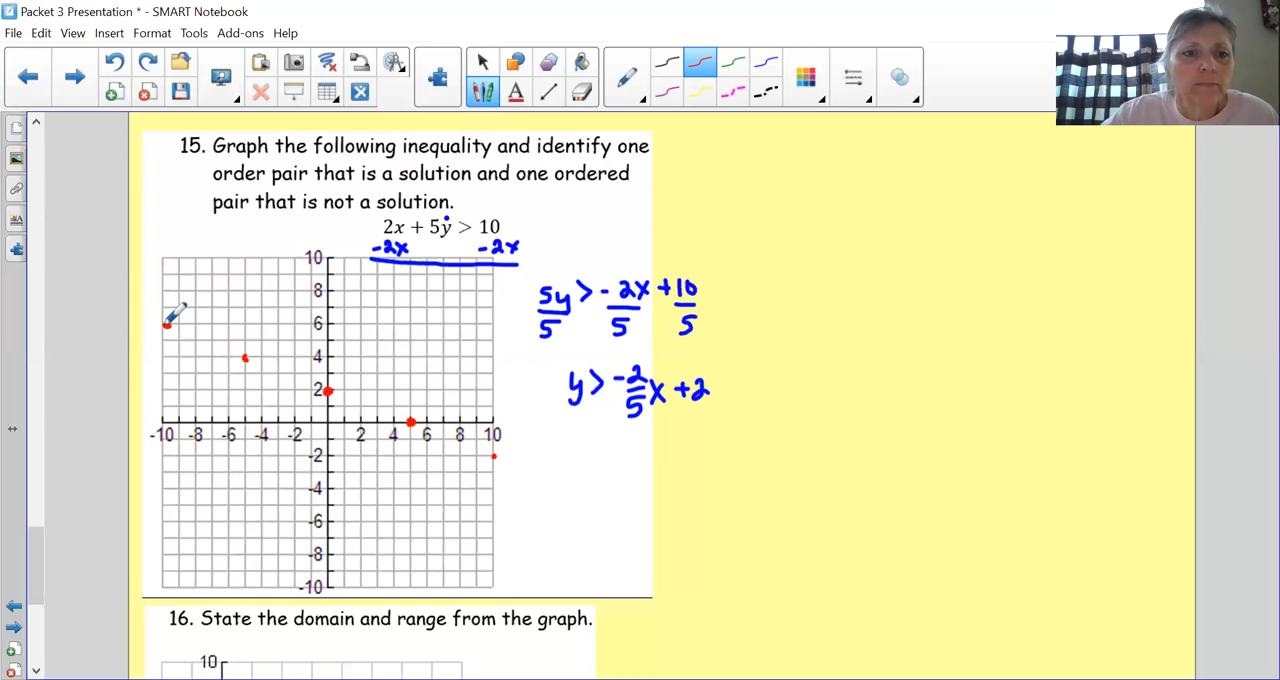 Packet 3 Presentation * - SMART Notebook
File Edit View Insert Format Tools Add-ons Help
15. Graph the following inequality and identify one
order pair that is a solution and one ordered
pair that is not a solution.
2x + 5y > 10
-2x -2x
5y > -2x + 10
5 5 5
y > -2/5 x + 2
10
8
6
4
2
-10 -8 -6 -4 -2 2 4 6 8 10
-2
-4
-6
-8
-10
16. State the domain and range from the graph.
10